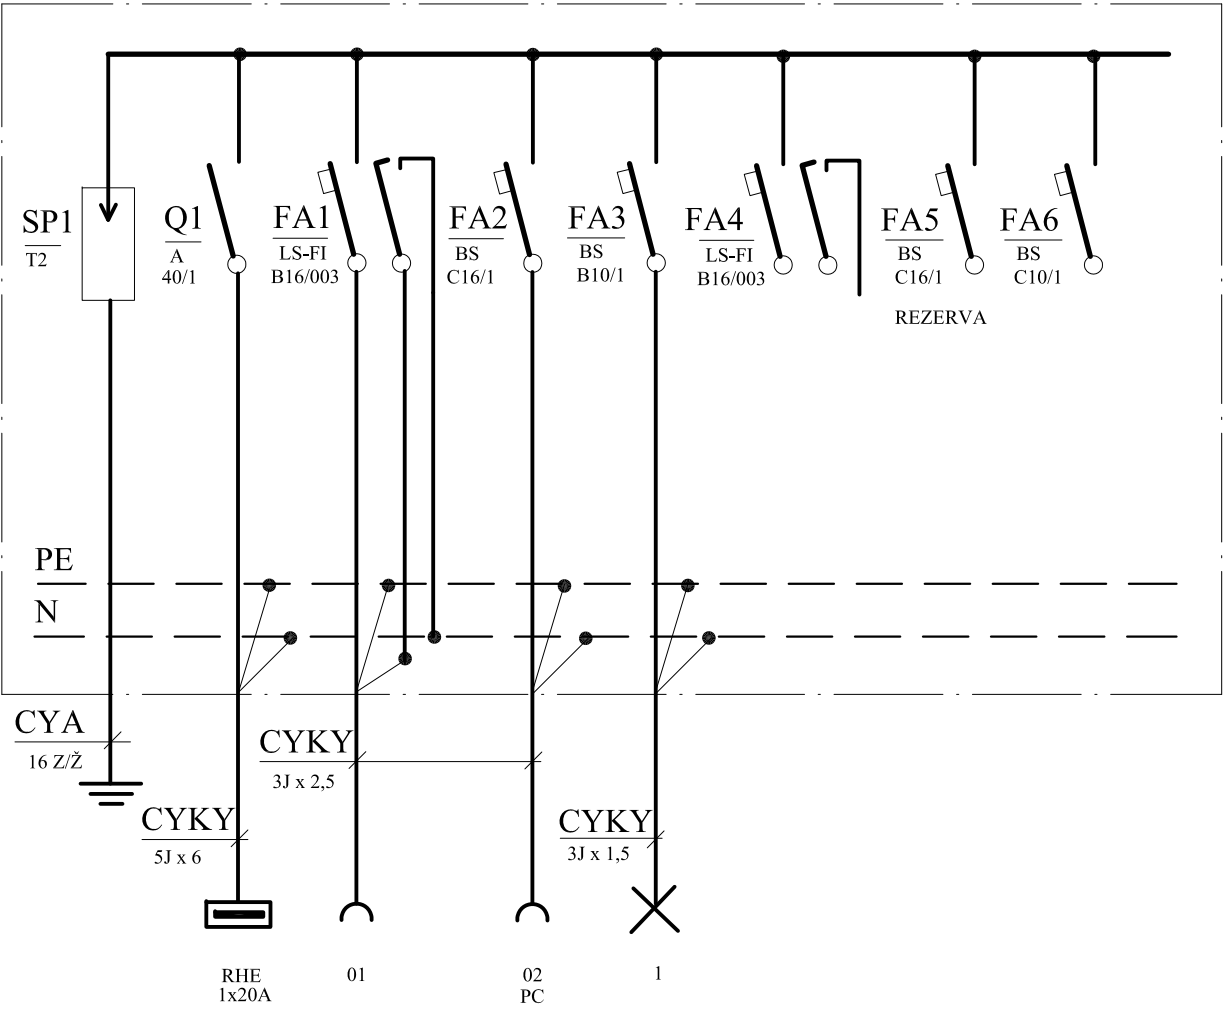 SP1
T2
Q1
A
40/1
FA1
LS-FI
B16/003
FA2
BS
C16/1
FA3
BS
B10/1
FA4
LS-FI
B16/003
FA5
BS
C16/1
FA6
BS
C10/1
REZERVA
PE
N
CYA
16 Z/Ž
CYKY
3J x 2,5
CYKY
5J x 6
CYKY
3J x 1,5
RHE
1x20A
01
02
PC
1